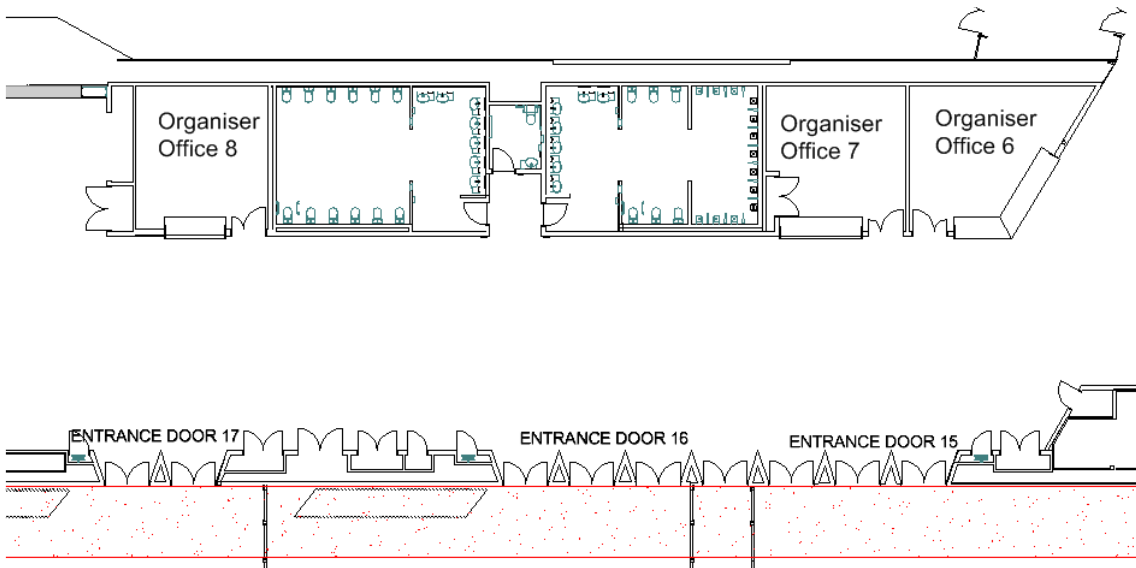 Organiser
Office 8
Organiser
Office 7
Organiser
Office 6
ENTRANCE DOOR 17
ENTRANCE DOOR 16
ENTRANCE DOOR 15